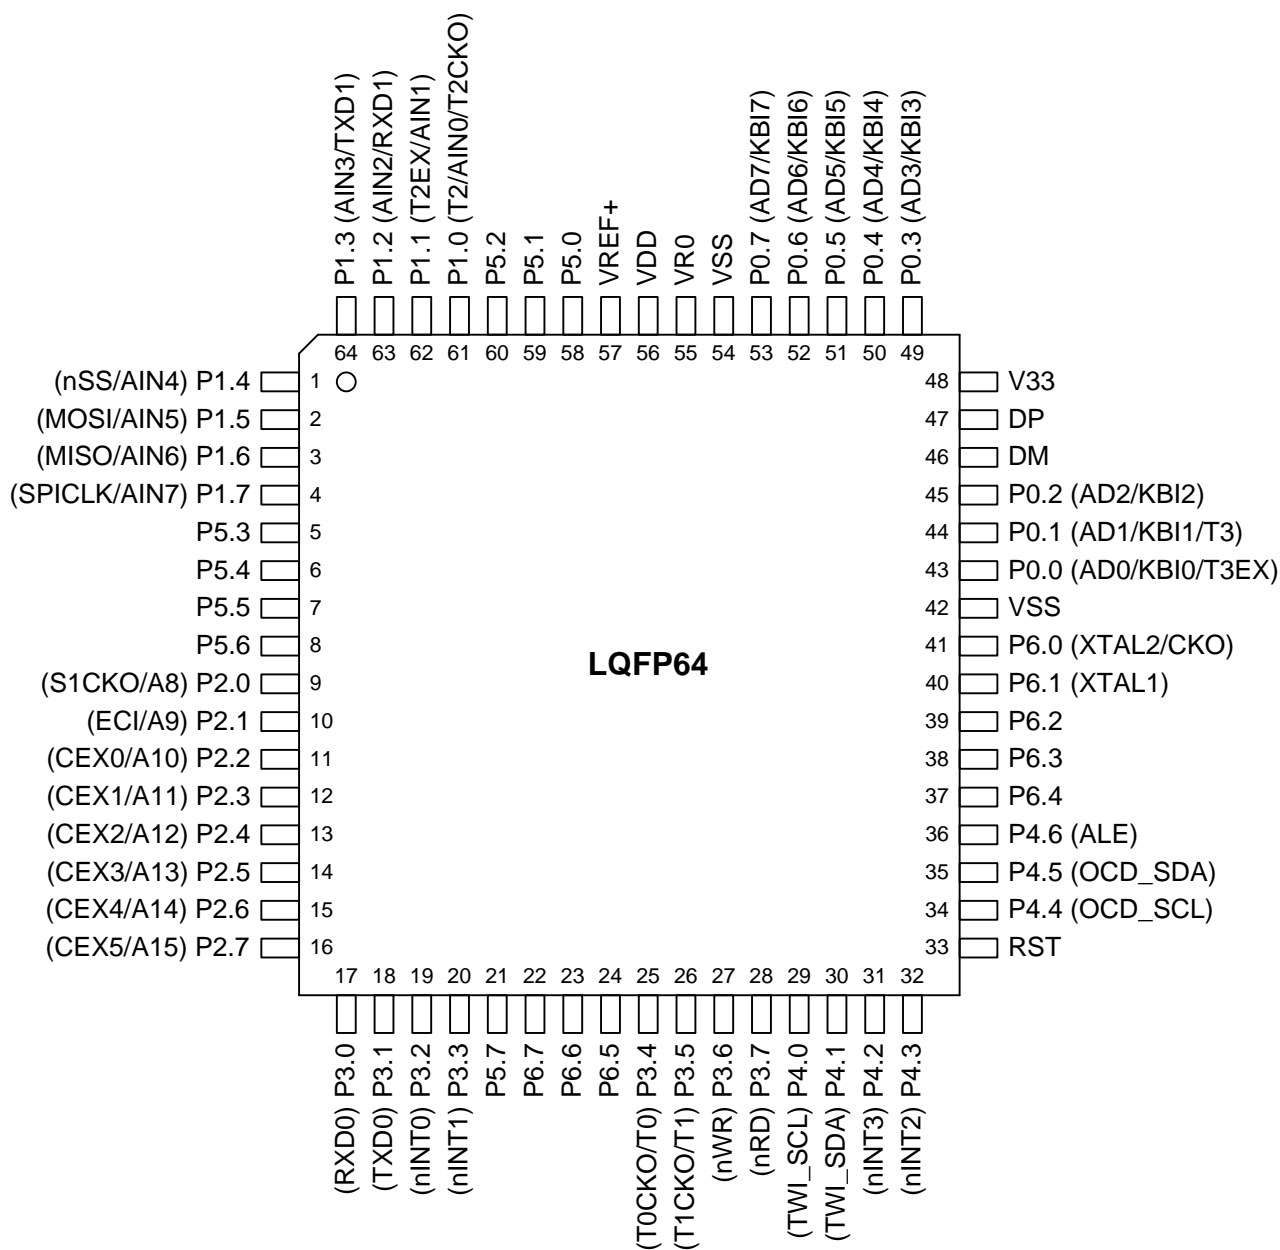 P1.3 (AIN3/TXD1)
P1.2 (AIN2/RXD1)
P1.1 (T2EX/AIN1)
P1.0 (T2/AIN0/T2CKO)
P5.2
P5.1
P5.0
VREF+
VDD
VR0
VSS
P0.7 (AD7/KBI7)
P0.6 (AD6/KBI6)
P0.5 (AD5/KBI5)
P0.4 (AD4/KBI4)
P0.3 (AD3/KBI3)
64 63 62 61 60 59 58 57 56 55 54 53 52 51 50 49
(nSS/AIN4) P1.4 1
(MOSI/AIN5) P1.5 2
(MISO/AIN6) P1.6 3
(SPICLK/AIN7) P1.7 4
P5.3 5
P5.4 6
P5.5 7
P5.6 8
(S1CKO/A8) P2.0 9
(ECI/A9) P2.1 10
(CEX0/A10) P2.2 11
(CEX1/A11) P2.3 12
(CEX2/A12) P2.4 13
(CEX3/A13) P2.5 14
(CEX4/A14) P2.6 15
(CEX5/A15) P2.7 16
LQFP64
48 V33
47 DP
46 DM
45 P0.2 (AD2/KBI2)
44 P0.1 (AD1/KBI1/T3)
43 P0.0 (AD0/KBI0/T3EX)
42 VSS
41 P6.0 (XTAL2/CKO)
40 P6.1 (XTAL1)
39 P6.2
38 P6.3
37 P6.4
36 P4.6 (ALE)
35 P4.5 (OCD_SDA)
34 P4.4 (OCD_SCL)
33 RST
17 18 19 20 21 22 23 24 25 26 27 28 29 30 31 32
(RXD0) P3.0
(TXD0) P3.1
(nINT0) P3.2
(nINT1) P3.3
P5.7
P6.7
P6.6
P6.5
(T0CKO/T0) P3.4
(T1CKO/T1) P3.5
(nWR) P3.6
(nRD) P3.7
(TWI_SCL) P4.0
(TWI_SDA) P4.1
(nINT3) P4.2
(nINT2) P4.3